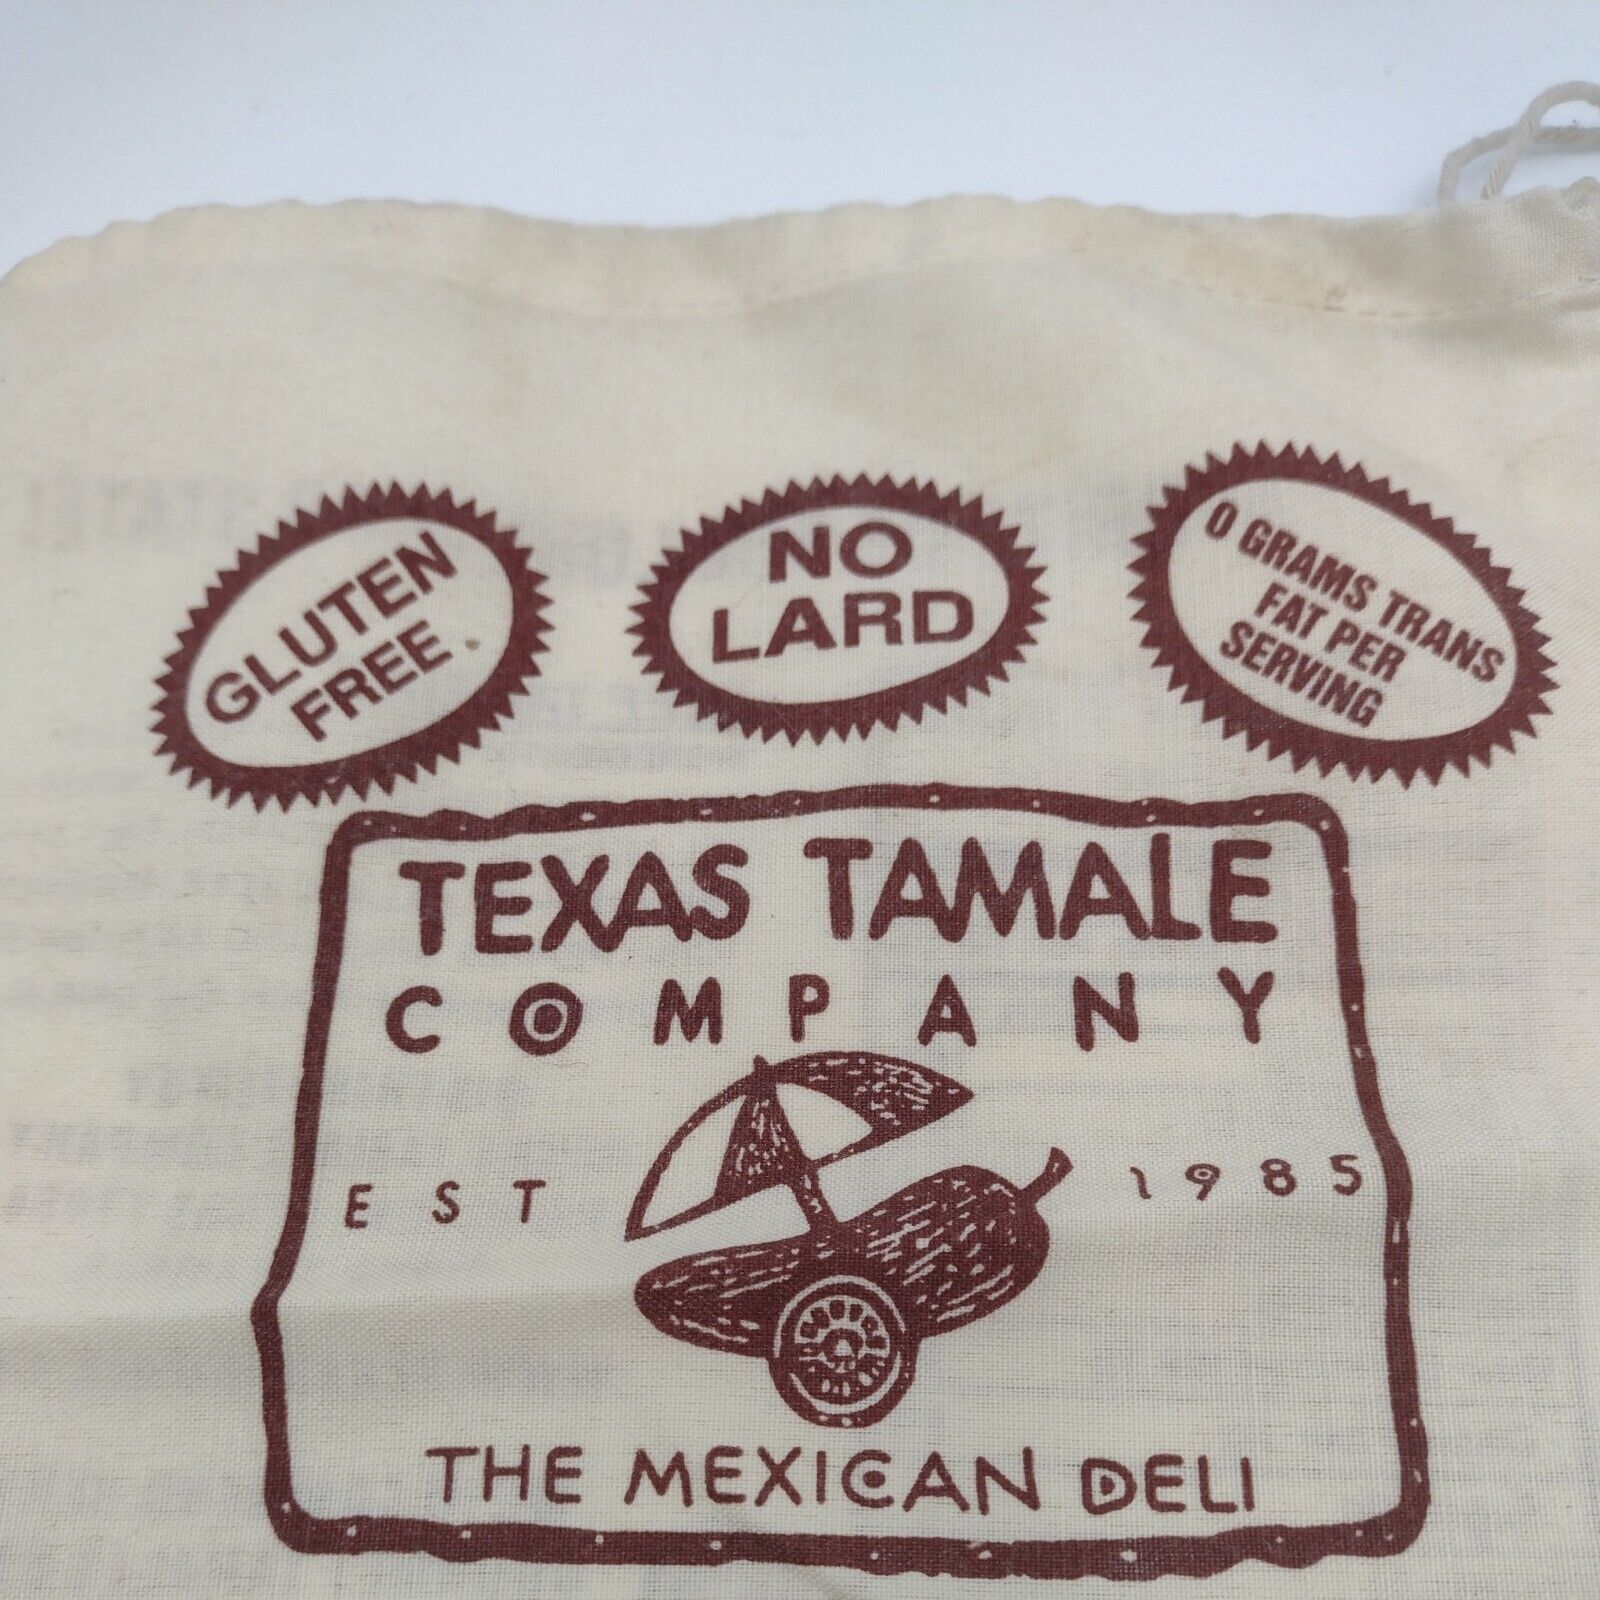 GLUTEN
FREE
NO
LARD
0 GRAMS TRANS
FAT PER
SERVING
TEXAS TAMALE
COMPANY
EST 1985
THE MEXICAN DELI